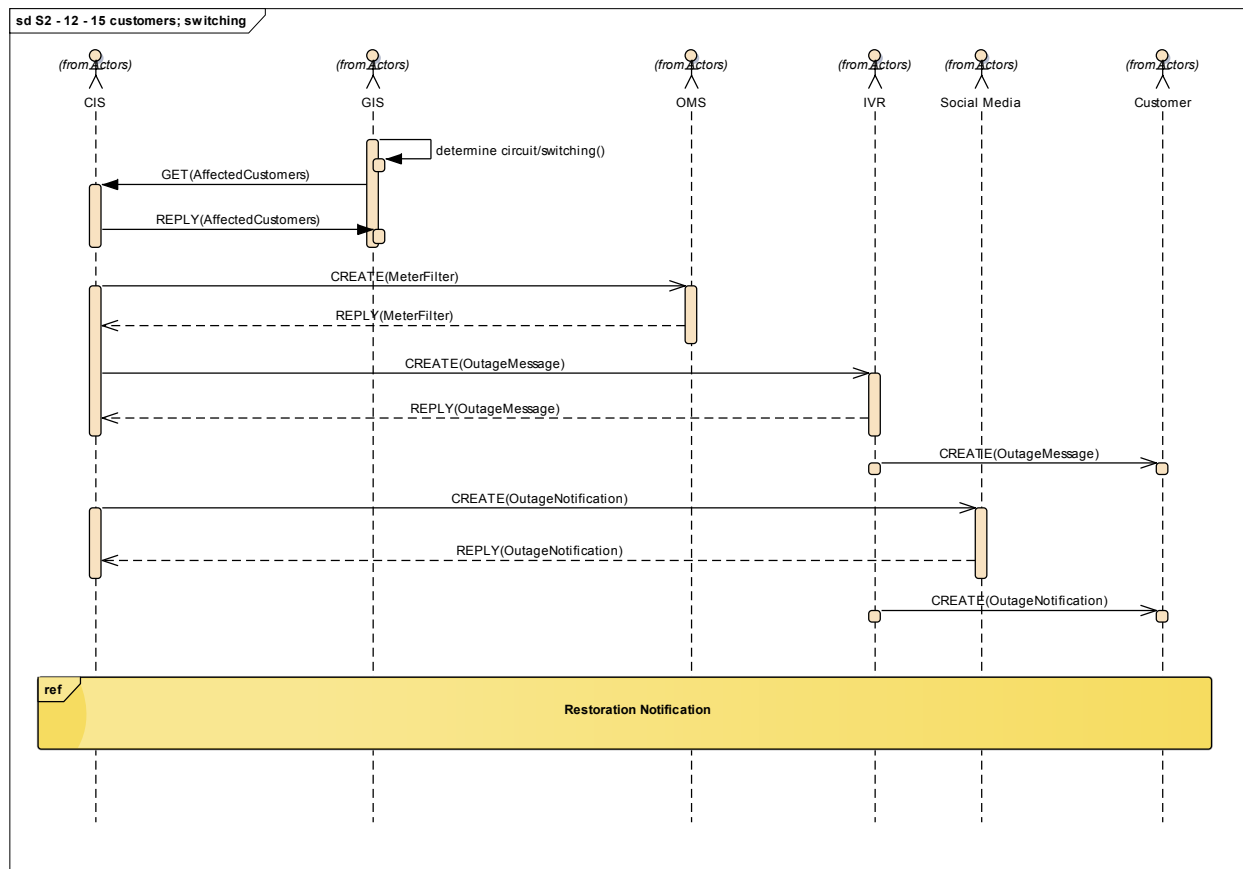 sd S2 - 12 - 15 customers; switching
(from Actors) (from Actors) (from Actors) (from Actors) (from Actors) (from Actors)
CIS GIS OMS IVR Social Media Customer
determine circuit/switching()
GET(AffectedCustomers)
REPLY(AffectedCustomers)
CREATE(MeterFilter)
REPLY(MeterFilter)
CREATE(OutageMessage)
REPLY(OutageMessage)
CREATE(OutageMessage)
CREATE(OutageNotification)
REPLY(OutageNotification)
CREATE(OutageNotification)
ref
Restoration Notification